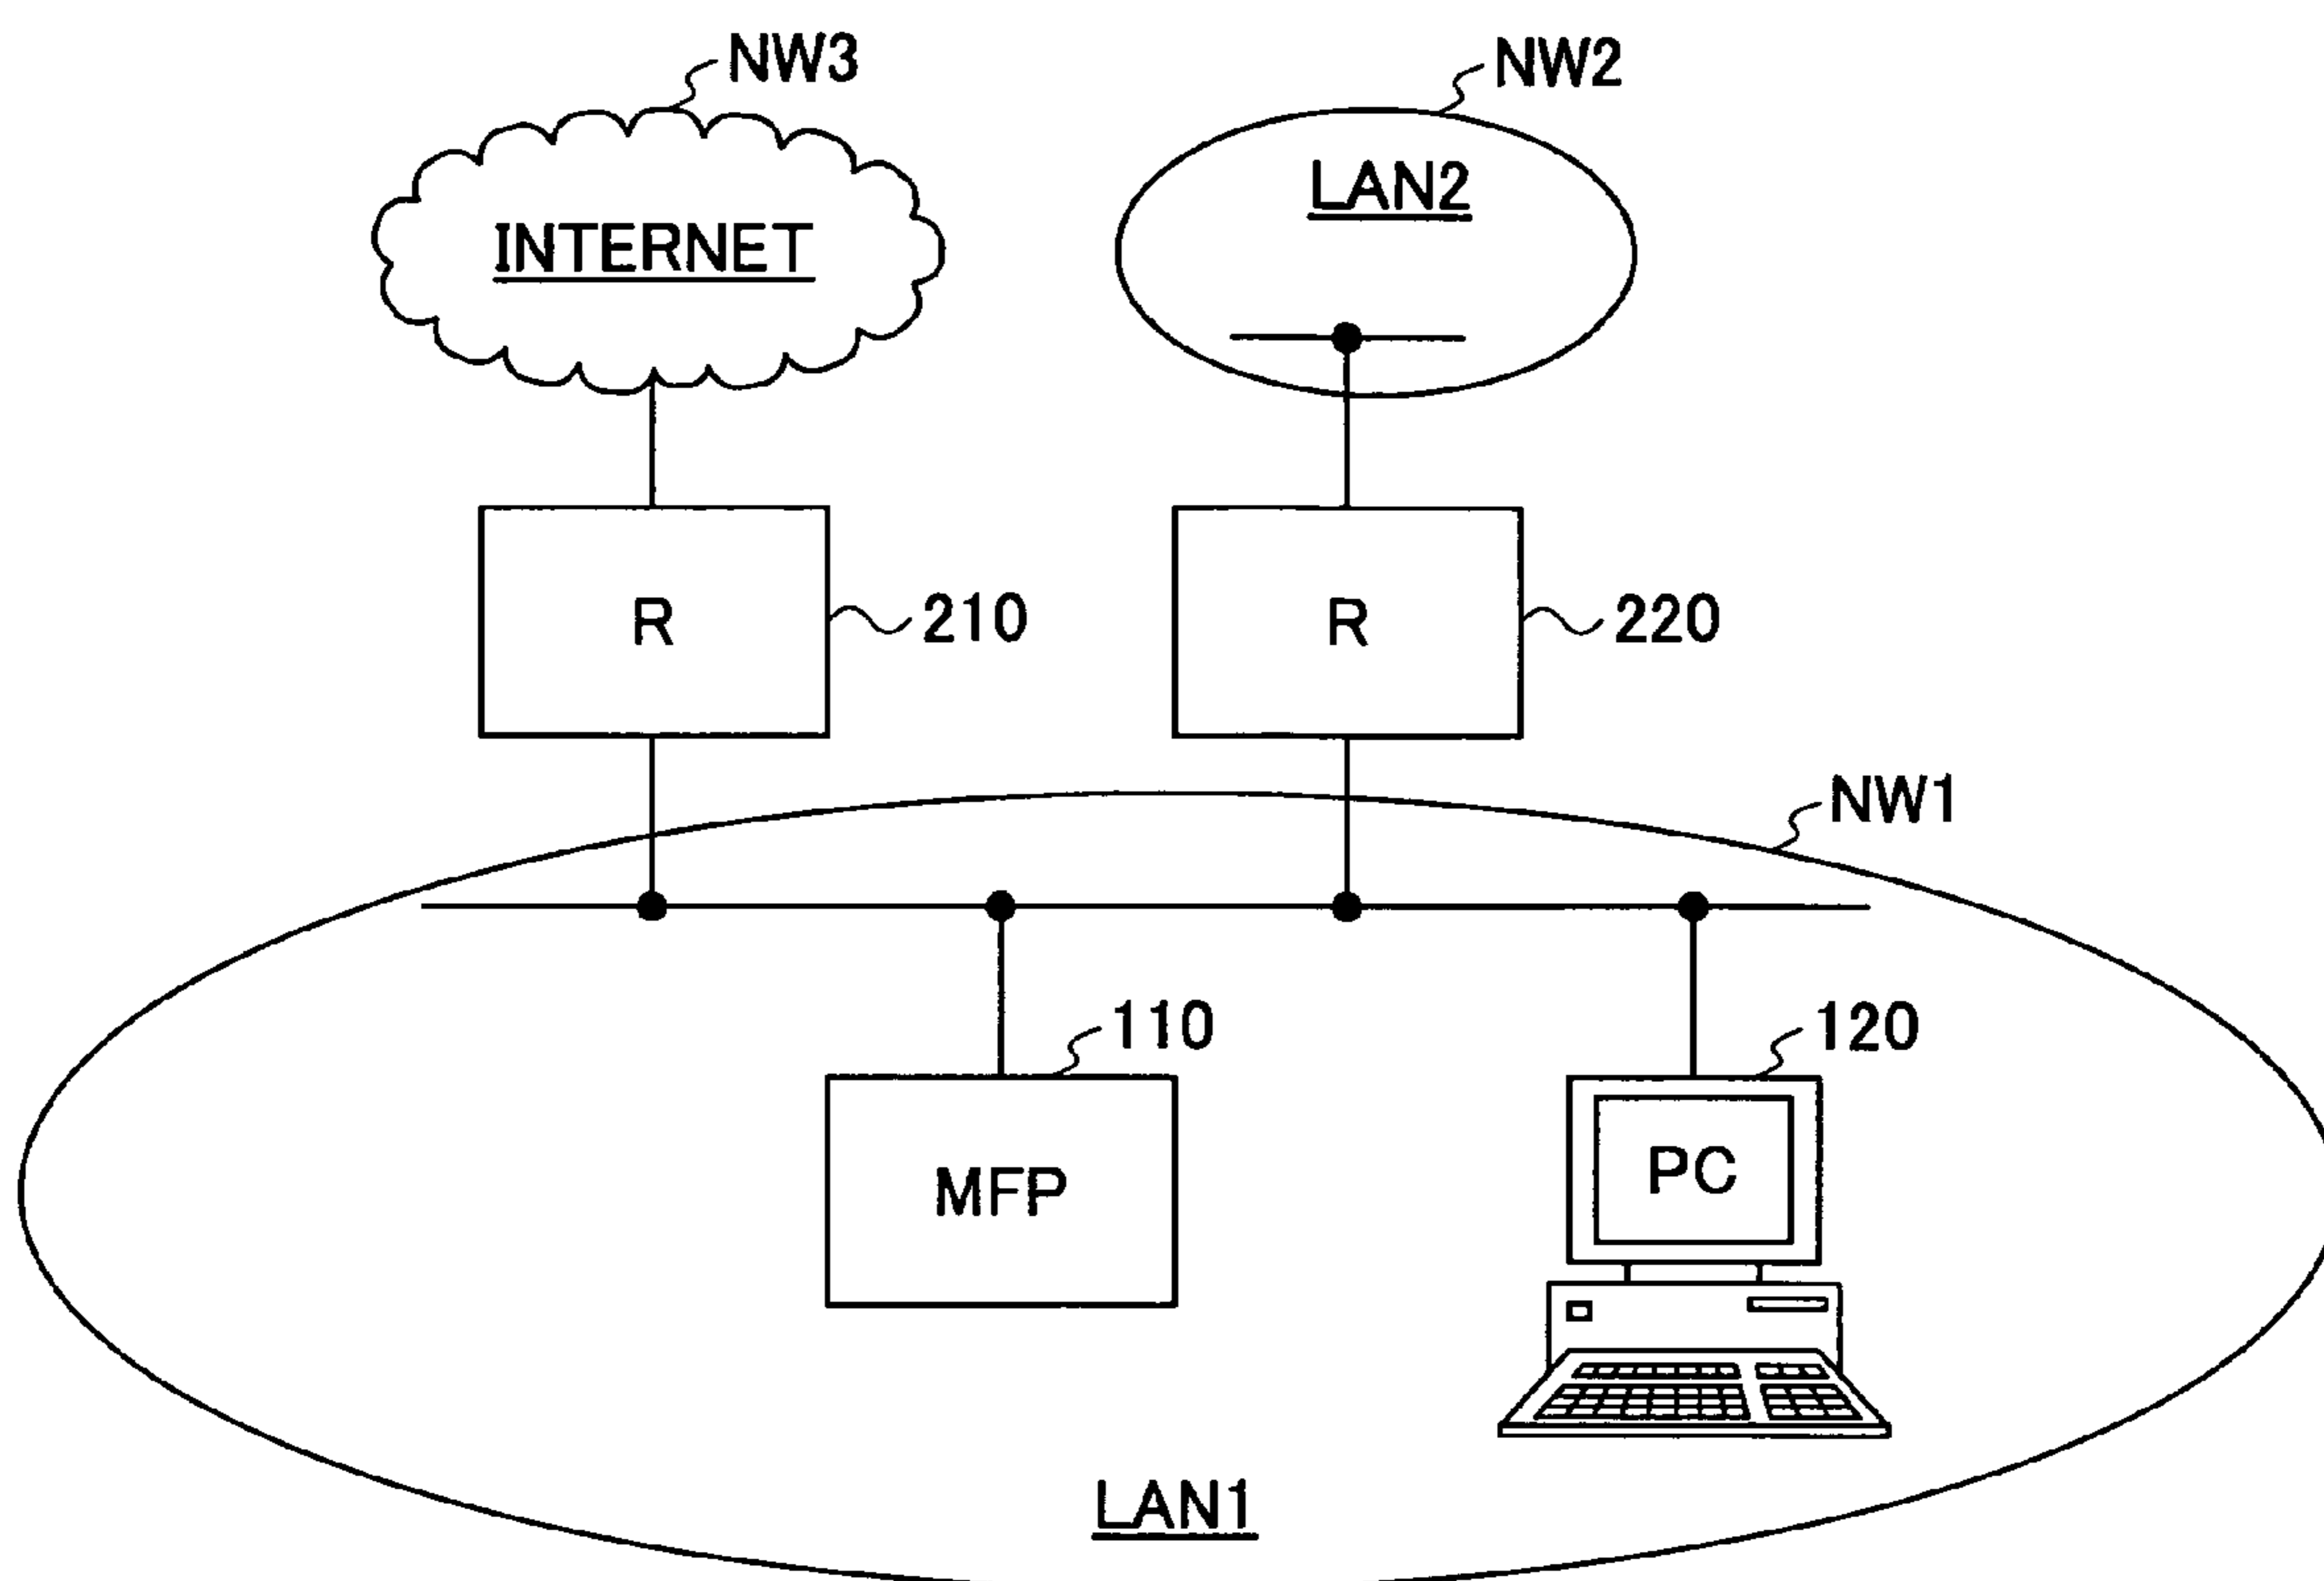 NW3
NW2
LAN2
INTERNET
R
210
R
220
NW1
110
120
MFP
PC
LAN1